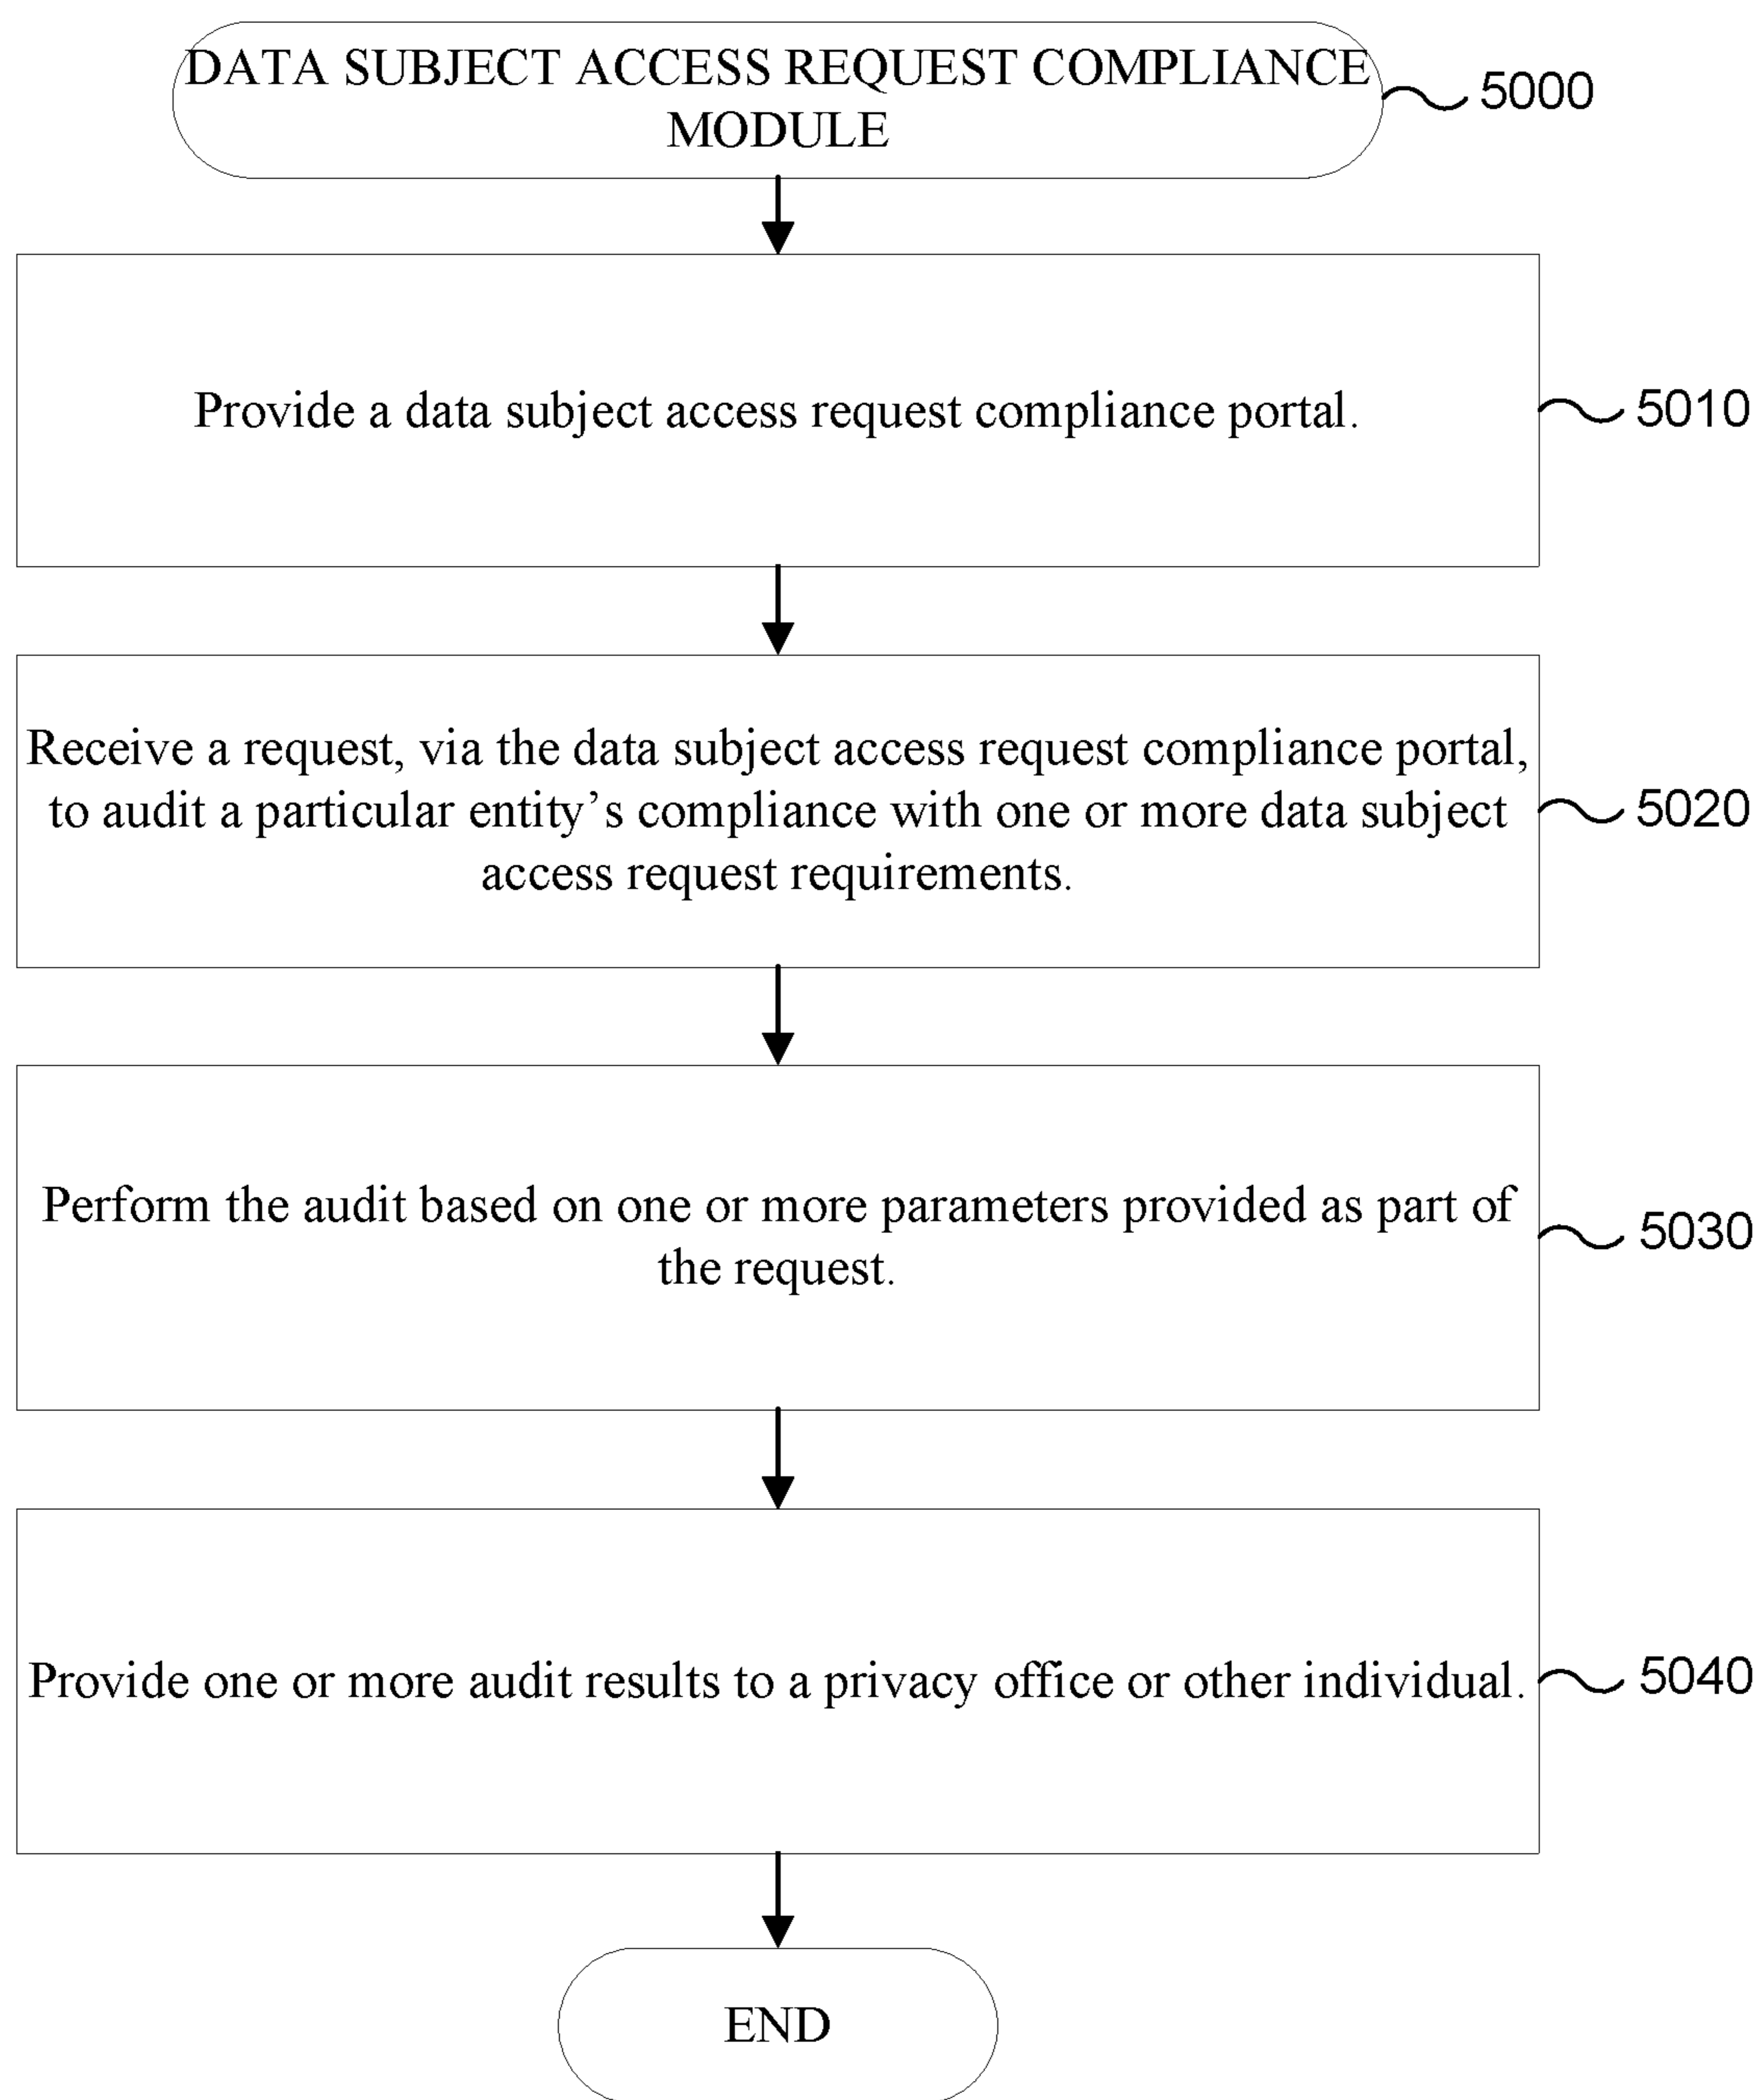 DATA SUBJECT ACCESS REQUEST COMPLIANCE
MODULE
5000
Provide a data subject access request compliance portal.
5010
Receive a request, via the data subject access request compliance portal,
to audit a particular entity’s compliance with one or more data subject
access request requirements.
5020
Perform the audit based on one or more parameters provided as part of
the request.
5030
Provide one or more audit results to a privacy office or other individual.
5040
END